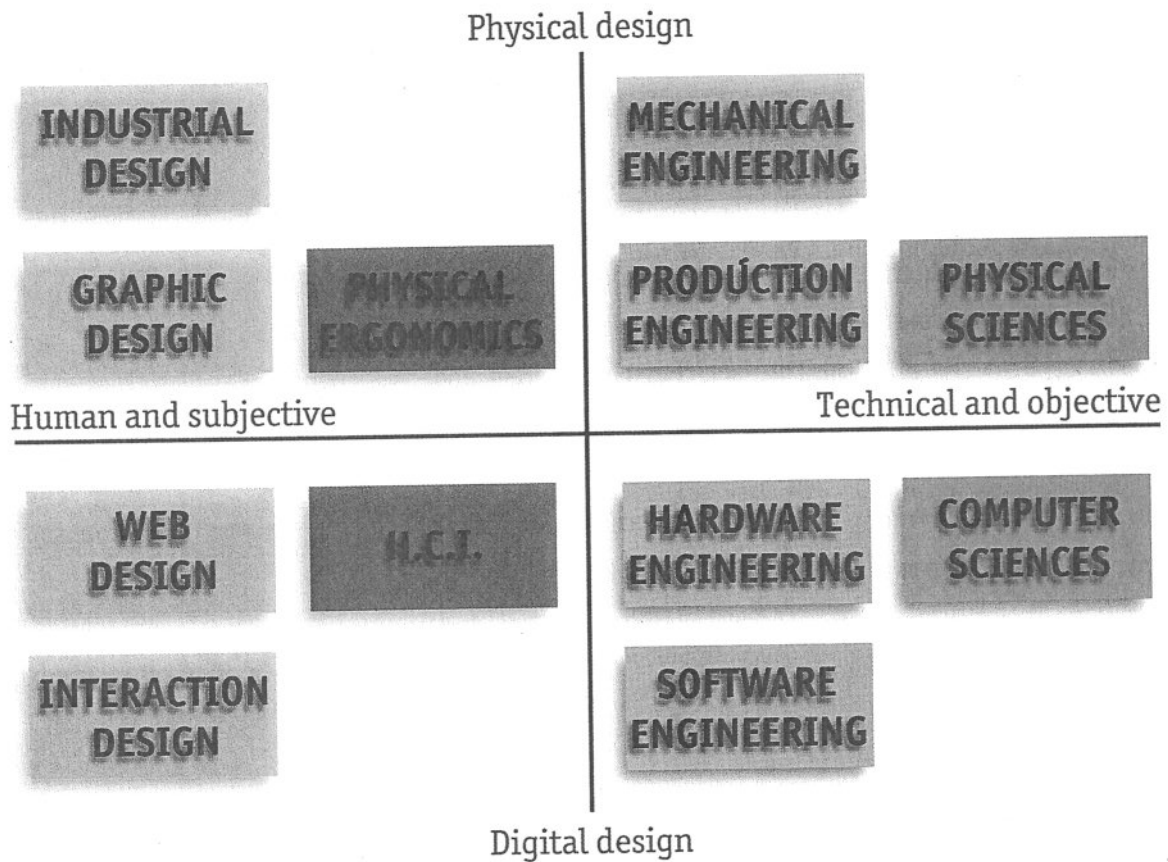 Physical design
INDUSTRIAL
DESIGN
MECHANICAL
ENGINEERING
GRAPHIC
DESIGN
PHYSICAL
ERGONOMICS
PRODUCTION
ENGINEERING
PHYSICAL
SCIENCES
Human and subjective
Technical and objective
WEB
DESIGN
H.C.I.
HARDWARE
ENGINEERING
COMPUTER
SCIENCES
INTERACTION
DESIGN
SOFTWARE
ENGINEERING
Digital design